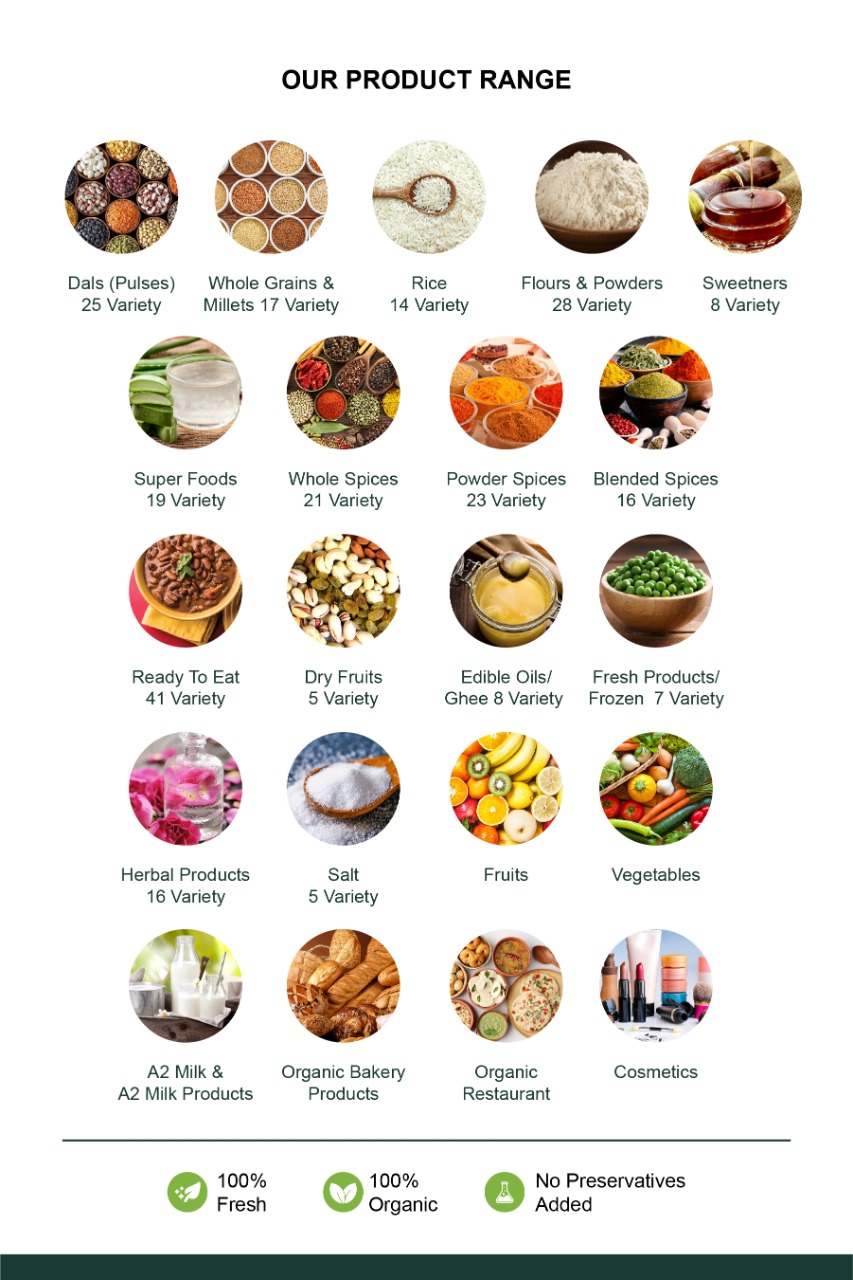 OUR PRODUCT RANGE
Dals (Pulses)
25 Variety
Whole Grains &
Millets 17 Variety
Rice
14 Variety
Flours & Powders
28 Variety
Sweetners
8 Variety
Super Foods
19 Variety
Whole Spices
21 Variety
Powder Spices
23 Variety
Blended Spices
16 Variety
Ready To Eat
41 Variety
Dry Fruits
5 Variety
Edible Oils/
Ghee 8 Variety
Fresh Products/
Frozen 7 Variety
Herbal Products
16 Variety
Salt
5 Variety
Fruits
Vegetables
A2 Milk &
A2 Milk Products
Organic Bakery
Products
Organic
Restaurant
Cosmetics
100%
Fresh
100%
Organic
No Preservatives
Added